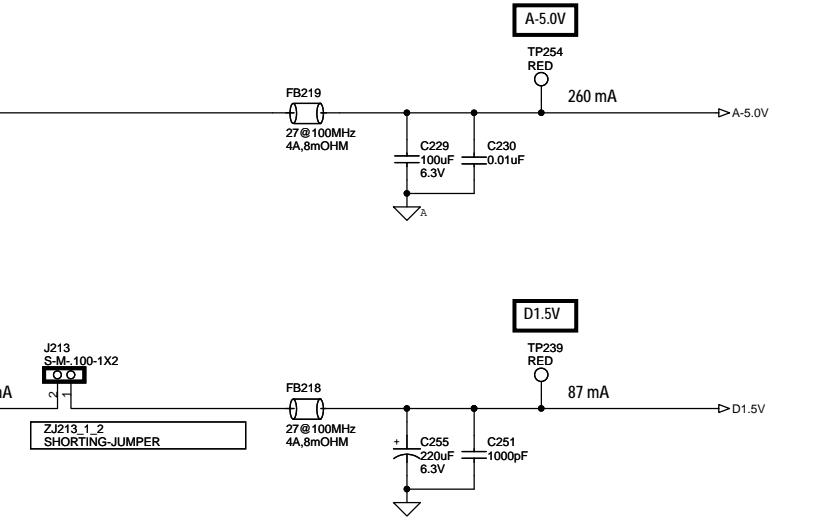 A-5.0V
TP254
RED
FB219
260 mA
A-5.0V
27@100MHz
4A,8mOHM
C229
100uF
6.3V
C230
0.01uF
A
D1.5V
J213
S-M-.100-1X2
TP239
RED
mA
2
1
FB218
87 mA
D1.5V
ZJ213_1_2
SHORTING-JUMPER
27@100MHz
4A,8mOHM
+
C255
220uF
6.3V
C251
1000pF